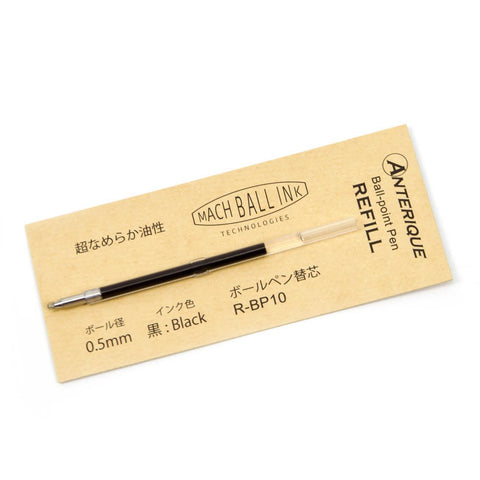 ANTERIQUE
Ball-point Pen
REFILL
MACH BALL INK
TECHNOLOGIES
超なめらか油性
ボール径
0.5mm
インク色
黒：Black
ボールペン替芯
R-BP10